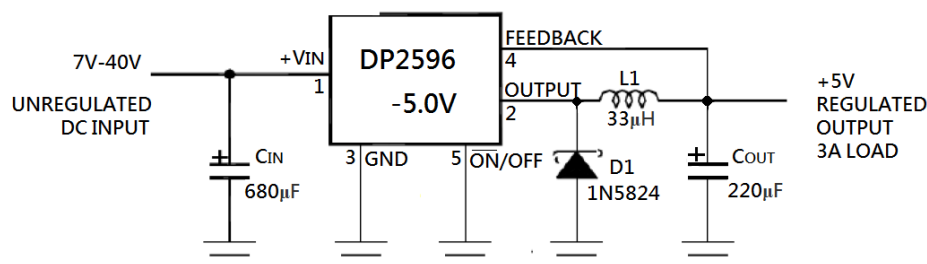 7V-40V
UNREGULATED
DC INPUT
+VIN
1
DP2596
-5.0V
FEEDBACK
4
OUTPUT
2
L1
33μH
+5V
REGULATED
OUTPUT
3A LOAD
CIN
680μF
3 GND
5 ON/OFF
D1
1N5824
COUT
220μF